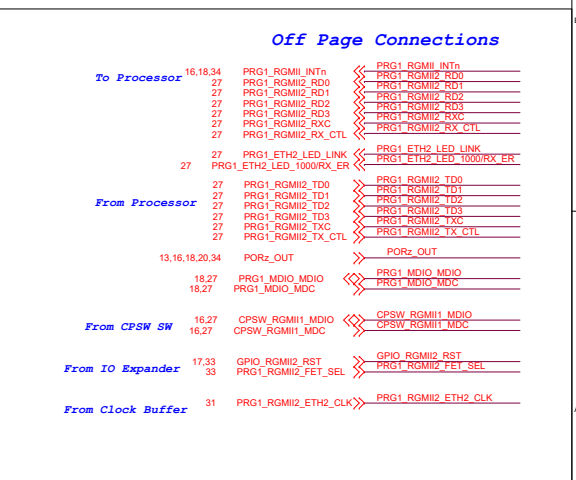 Off Page Connections
To Processor
16,18,34 PRG1_RGMII_INTn PRG1_RGMII_INTn
27 PRG1_RGMII2_RD0 PRG1_RGMII2_RD0
27 PRG1_RGMII2_RD1 PRG1_RGMII2_RD1
27 PRG1_RGMII2_RD2 PRG1_RGMII2_RD2
27 PRG1_RGMII2_RD3 PRG1_RGMII2_RD3
27 PRG1_RGMII2_RXC PRG1_RGMII2_RXC
27 PRG1_RGMII2_RX_CTL PRG1_RGMII2_RX_CTL
27 PRG1_ETH2_LED_LINK PRG1_ETH2_LED_LINK
27 PRG1_ETH2_LED_1000/RX_ER PRG1_ETH2_LED_1000/RX_ER
From Processor
27 PRG1_RGMII2_TD0 PRG1_RGMII2_TD0
27 PRG1_RGMII2_TD1 PRG1_RGMII2_TD1
27 PRG1_RGMII2_TD2 PRG1_RGMII2_TD2
27 PRG1_RGMII2_TD3 PRG1_RGMII2_TD3
27 PRG1_RGMII2_TXC PRG1_RGMII2_TXC
27 PRG1_RGMII2_TX_CTL PRG1_RGMII2_TX_CTL
13,16,18,20,34 PORz_OUT PORz_OUT
18,27 PRG1_MDIO_MDIO PRG1_MDIO_MDIO
18,27 PRG1_MDIO_MDC PRG1_MDIO_MDC
From CPSW SW
16,27 CPSW_RGMII1_MDIO CPSW_RGMII1_MDIO
16,27 CPSW_RGMII1_MDC CPSW_RGMII1_MDC
From IO Expander
17,33 GPIO_RGMII2_RST GPIO_RGMII2_RST
33 PRG1_RGMII2_FET_SEL PRG1_RGMII2_FET_SEL
From Clock Buffer
31 PRG1_RGMII2_ETH2_CLK PRG1_RGMII2_ETH2_CLK